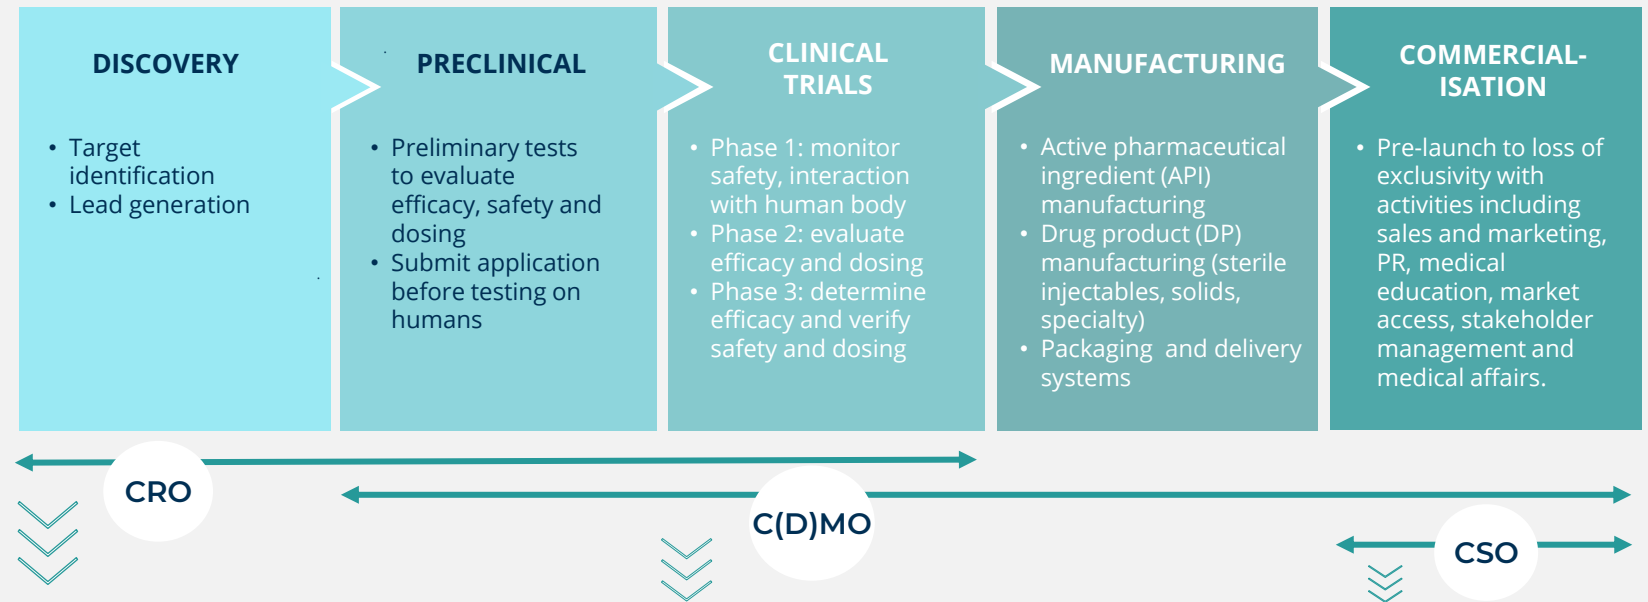 DISCOVERY
• Target
identification
• Lead generation
PRECLINICAL
• Preliminary tests
to evaluate
efficacy, safety and
dosing
• Submit application
before testing on
humans
CLINICAL
TRIALS
• Phase 1: monitor
safety, interaction
with human body
• Phase 2: evaluate
efficacy and dosing
• Phase 3: determine
efficacy and verify
safety and dosing
MANUFACTURING
• Active pharmaceutical
ingredient (API)
manufacturing
• Drug product (DP)
manufacturing (sterile
injectables, solids,
specialty)
• Packaging and delivery
systems
COMMERCIAL-
ISATION
• Pre-launch to loss of
exclusivity with
activities including
sales and marketing,
PR, medical
education, market
access, stakeholder
management and
medical affairs.
CRO
C(D)MO
CSO